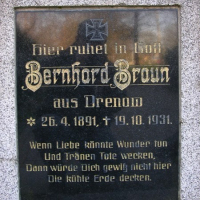 Hier ruhet in Gott
Bernhard Braun
aus Drenow
* 26.4.1891, † 19.10.1931.
Wenn Liebe könnte Wunder tun
Und Tränen Tote wecken,
Dann würde Dich gewiß nicht hier
Die kühle Erde decken.